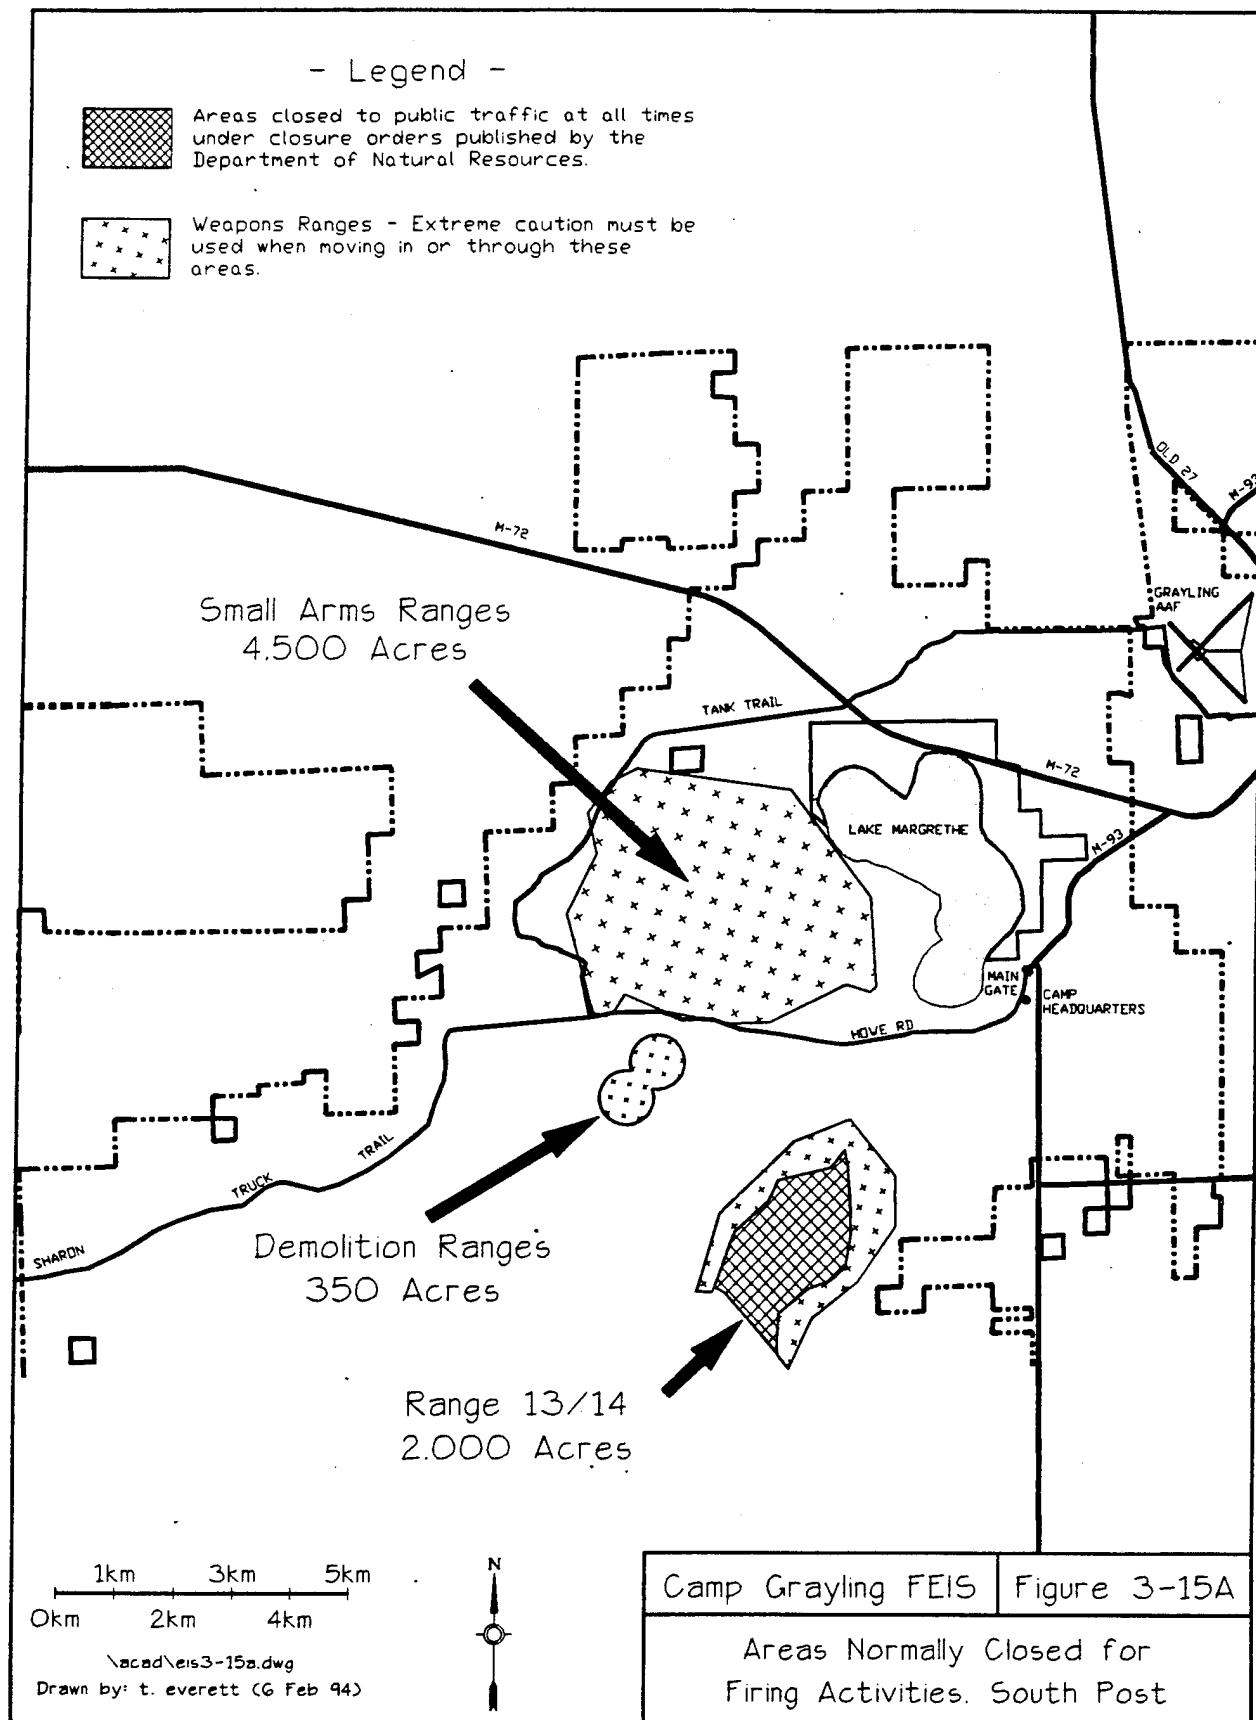 - Legend -
Areas closed to public traffic at all times
under closure orders published by the
Department of Natural Resources.
Weapons Ranges - Extreme caution must be
used when moving in or through these
areas.
OLD 27
M-93
M-72
GRAYLING
AAF
Small Arms Ranges
4.500 Acres
TANK TRAIL
M-72
LAKE MARGRETHE
M-93
MAIN
GATE
CAMP
HEADQUARTERS
HOWE RD
SHARON TRUCK TRAIL
Demolition Ranges
350 Acres
Range 13/14
2.000 Acres
1km 3km 5km
0km 2km 4km
\acad\eis3-15a.dwg
Drawn by: t. everett (6 Feb 94)
N
Camp Grayling FEIS
Figure 3-15A
Areas Normally Closed for
Firing Activities. South Post